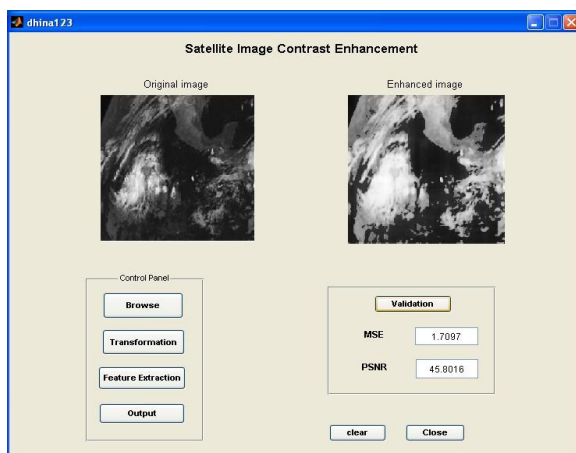 dhina123
Satellite Image Contrast Enhancement
Original image
Enhanced image
Control Panel
Browse
Transformation
Feature Extraction
Output
Validation
MSE 1.7097
PSNR 45.8016
clear Close